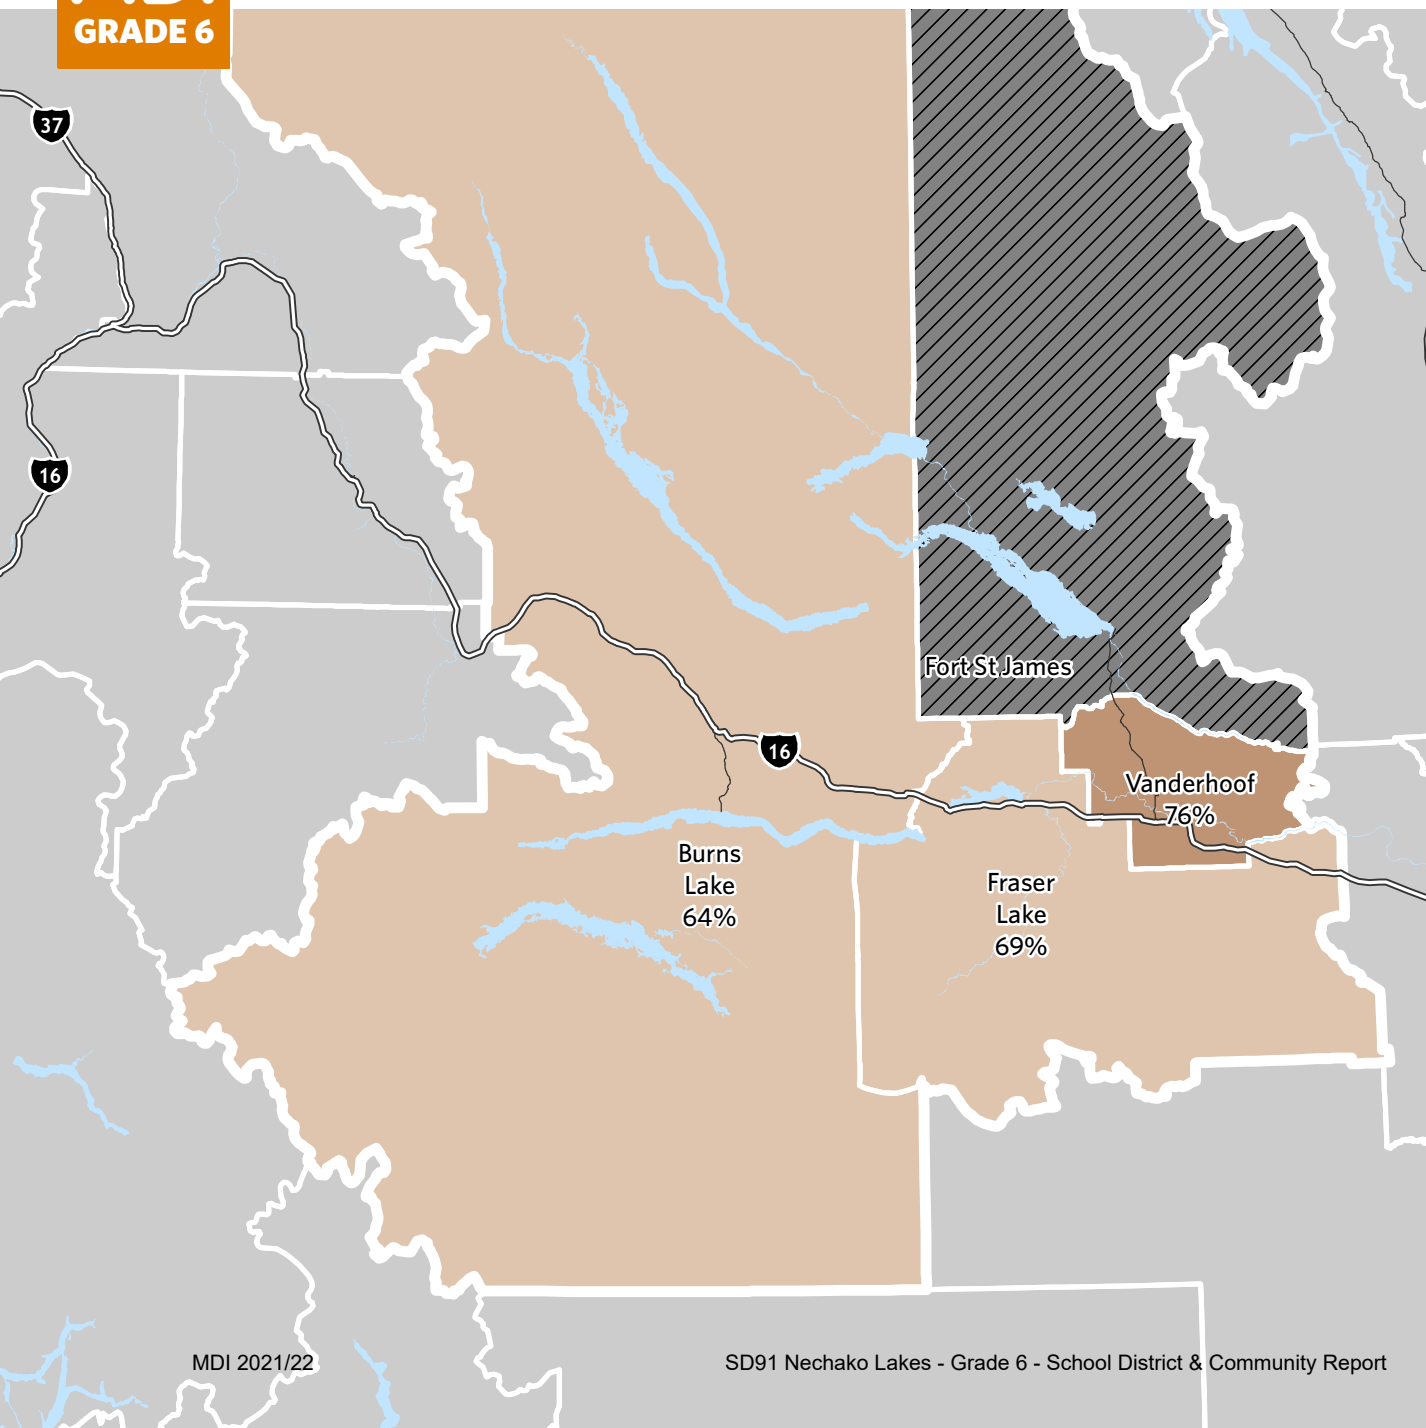 GRADE 6
37
16
Fort St James
16
Vanderhoof
76%
Burns
Lake
64%
Fraser
Lake
69%
MDI 2021/22
SD91 Nechako Lakes - Grade 6 - School District & Community Report